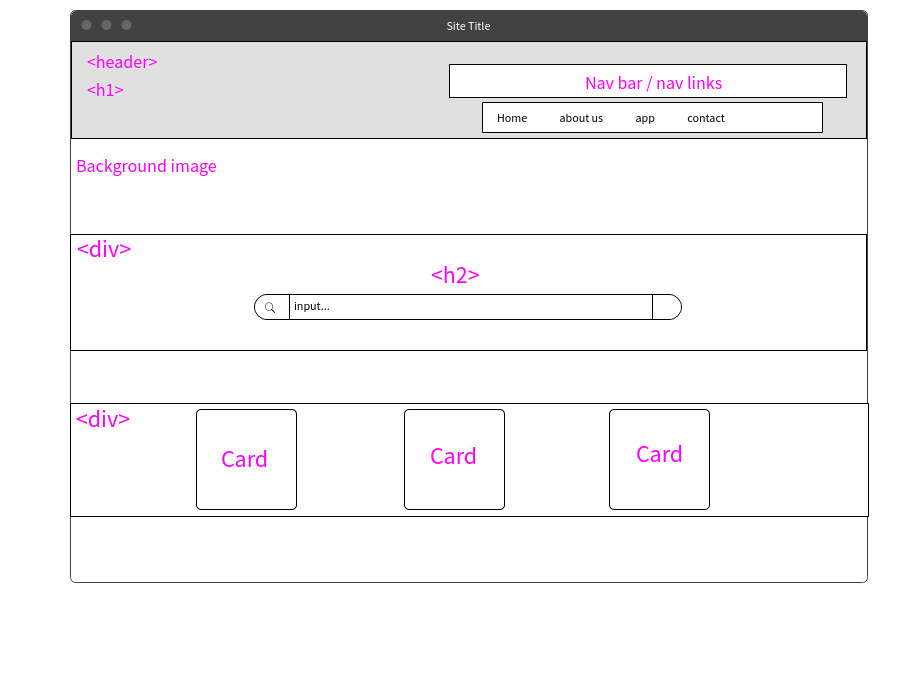 Site Title
<header>
<h1>
Nav bar / nav links
Home about us app contact
Background image
<div>
<h2>
input...
<div>
Card Card Card